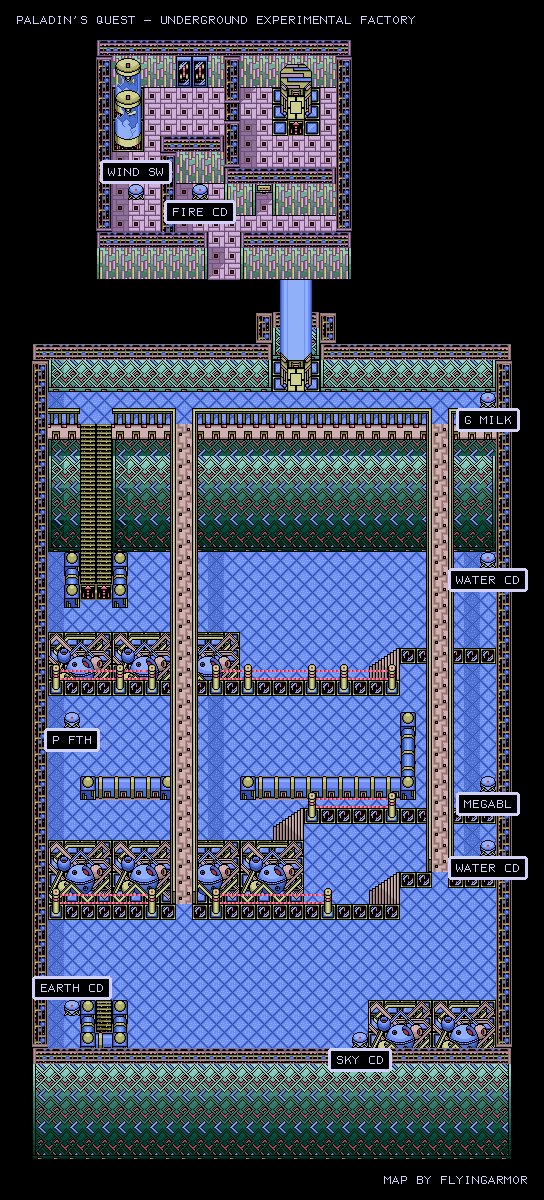 PALADIN'S QUEST – UNDERGROUND EXPERIMENTAL FACTORY
WIND SW
FIRE CD
G MILK
WATER CD
P FTH
MEGABL
WATER CD
EARTH CD
SKY CD
MAP BY FLYINGARMOR